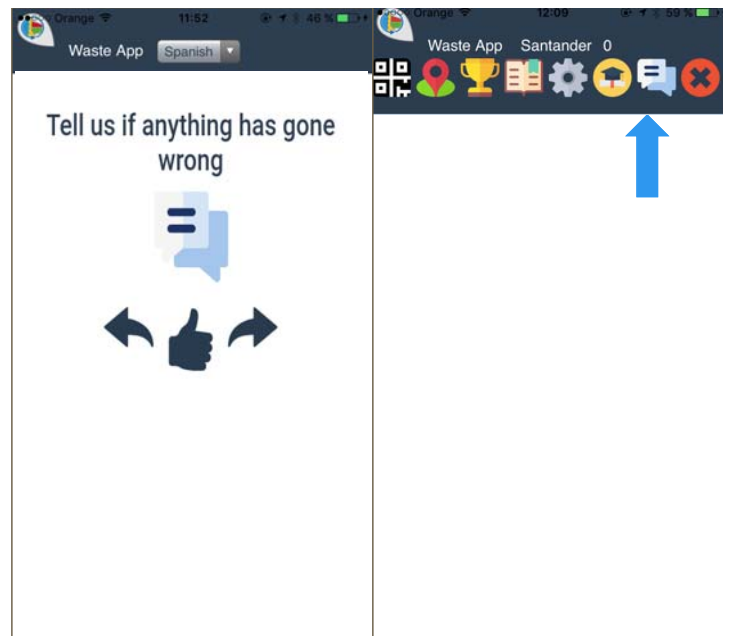 Orange 11:52 46 %
Waste App Spanish
Tell us if anything has gone
wrong
Orange 12:09 59 %
Waste App Santander 0